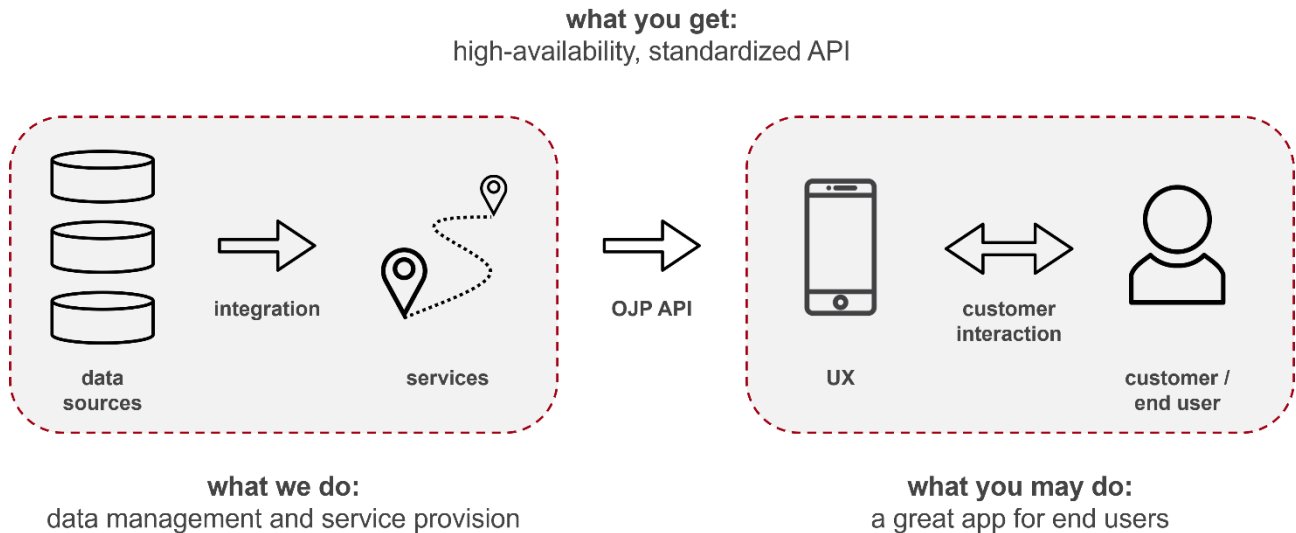 what you get:
high-availability, standardized API
integration
OJP API
customer
interaction
data
sources
services
UX
customer /
end user
what we do:
data management and service provision
what you may do:
a great app for end users